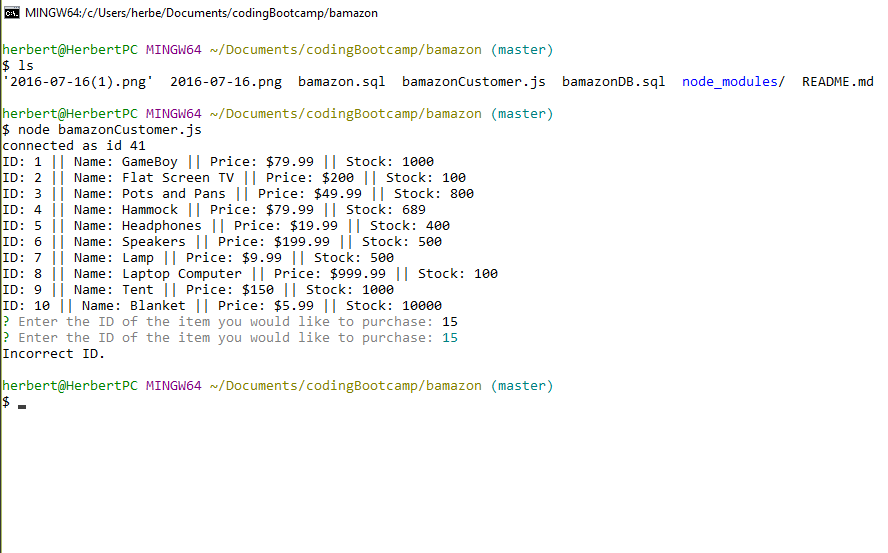 MINGW64:/c/Users/herbe/Documents/codingBootcamp/bamazon
herbert@HerbertPC MINGW64 ~/Documents/codingBootcamp/bamazon (master)
$ ls
'2016-07-16(1).png'  2016-07-16.png  bamazon.sql  bamazonCustomer.js  bamazonDB.sql  node_modules/  README.md
herbert@HerbertPC MINGW64 ~/Documents/codingBootcamp/bamazon (master)
$ node bamazonCustomer.js
connected as id 41
ID: 1 || Name: GameBoy || Price: $79.99 || Stock: 1000
ID: 2 || Name: Flat Screen TV || Price: $200 || Stock: 100
ID: 3 || Name: Pots and Pans || Price: $49.99 || Stock: 800
ID: 4 || Name: Hammock || Price: $79.99 || Stock: 689
ID: 5 || Name: Headphones || Price: $19.99 || Stock: 400
ID: 6 || Name: Speakers || Price: $199.99 || Stock: 500
ID: 7 || Name: Lamp || Price: $9.99 || Stock: 500
ID: 8 || Name: Laptop Computer || Price: $999.99 || Stock: 100
ID: 9 || Name: Tent || Price: $150 || Stock: 1000
ID: 10 || Name: Blanket || Price: $5.99 || Stock: 10000
? Enter the ID of the item you would like to purchase: 15
? Enter the ID of the item you would like to purchase: 15
Incorrect ID.
herbert@HerbertPC MINGW64 ~/Documents/codingBootcamp/bamazon (master)
$